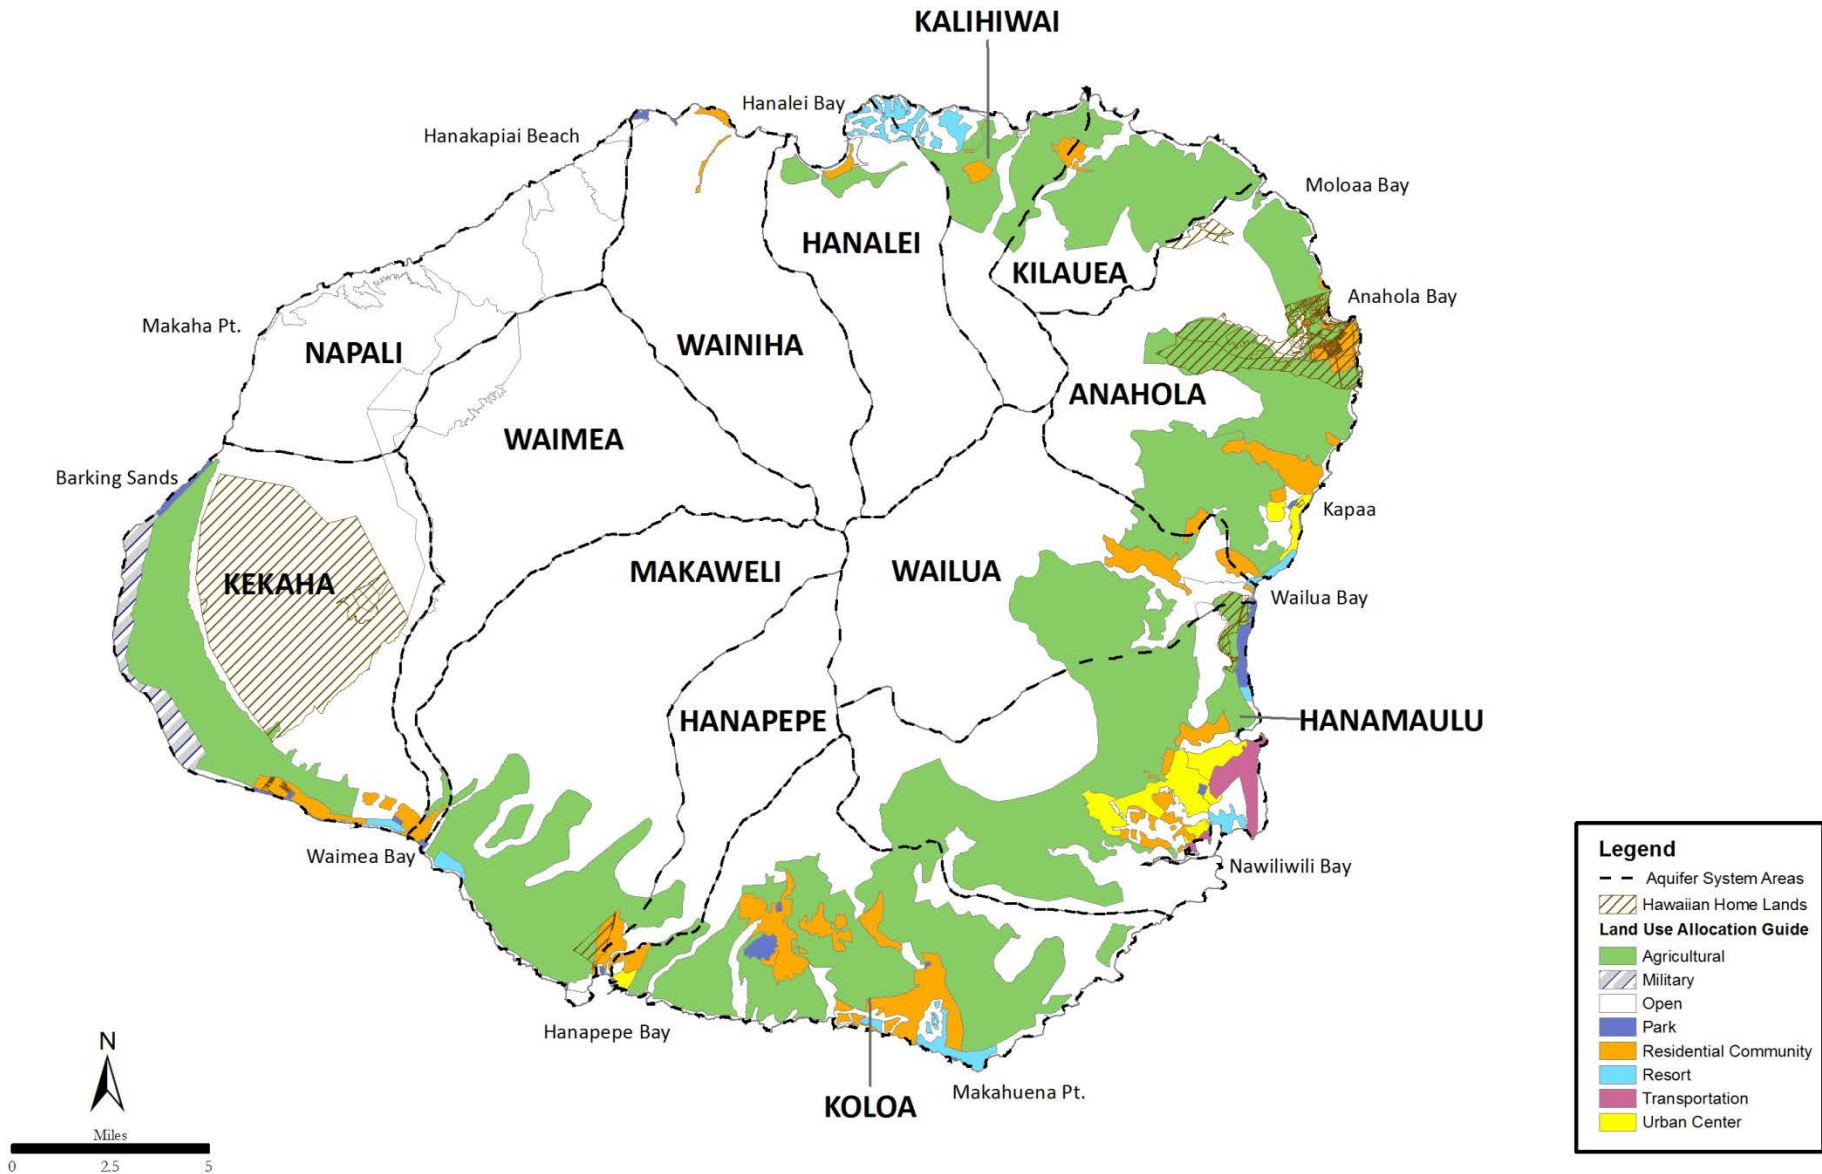 KALIHIWAI
Hanalei Bay
Hanakapiai Beach
Moloaa Bay
HANALEI
KILAUEA
Anahola Bay
Makaha Pt.
NAPALI
WAINIHA
ANAHOLA
WAIMEA
Barking Sands
Kapaa
KEKAHA
MAKAWELI
WAILUA
Wailua Bay
HANAPEPE
HANAMAULU
Waimea Bay
Nawiliwili Bay
Hanapepe Bay
Makahuena Pt.
KOLOA
N
Miles
0 2.5 5
Legend
Aquifer System Areas
Hawaiian Home Lands
Land Use Allocation Guide
Agricultural
Military
Open
Park
Residential Community
Resort
Transportation
Urban Center